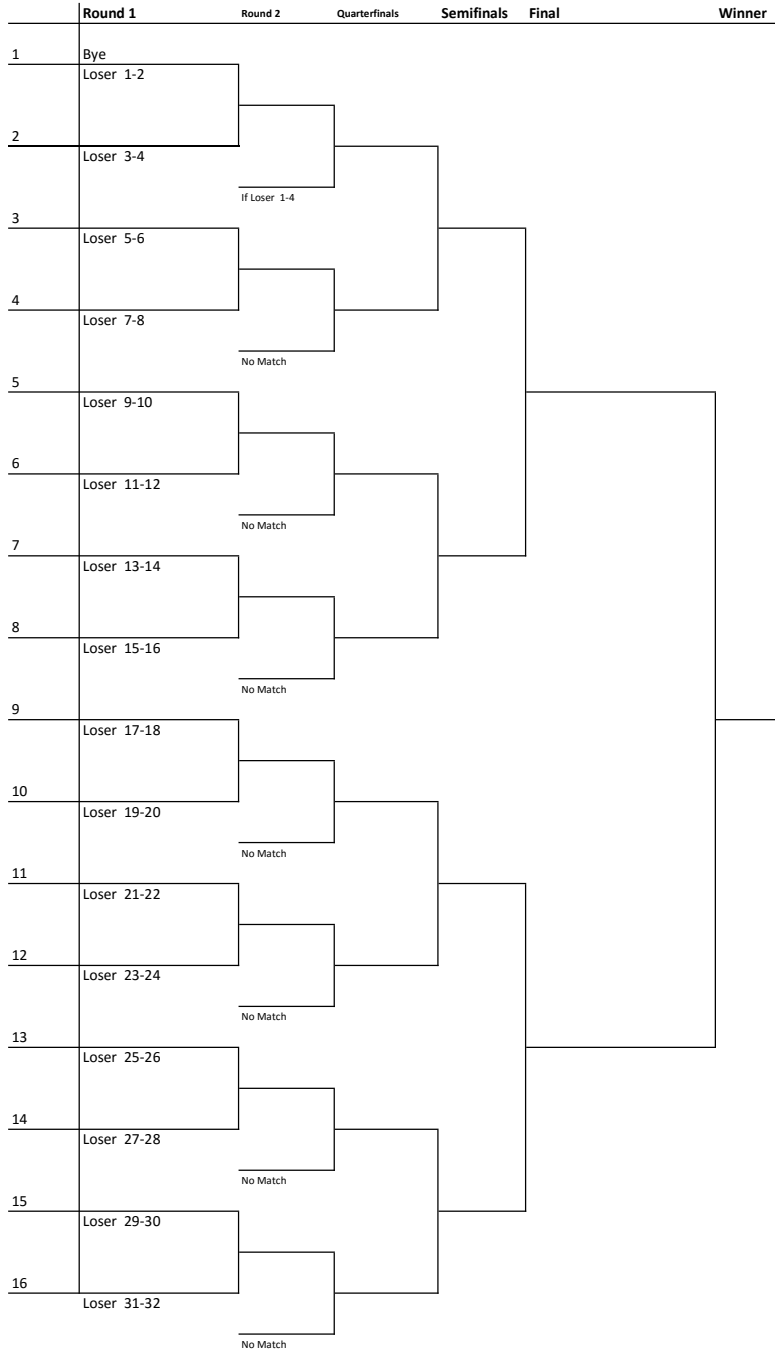 Round 1 Round 2 Quarterfinals Semifinals Final Winner
1 Bye
Loser 1-2
2
Loser 3-4
If Loser 1-4
3
Loser 5-6
4
Loser 7-8
No Match
5
Loser 9-10
6
Loser 11-12
No Match
7
Loser 13-14
8
Loser 15-16
No Match
9
Loser 17-18
10
Loser 19-20
No Match
11
Loser 21-22
12
Loser 23-24
No Match
13
Loser 25-26
14
Loser 27-28
No Match
15
Loser 29-30
16
Loser 31-32
No Match